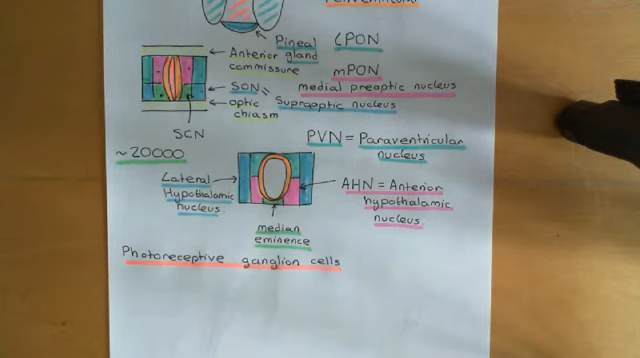 Pineal gland
LPON
Anterior commissure
mPON
medial preoptic nucleus
SON =
Supraoptic nucleus
optic chiasm
SCN
PVN = Paraventricular nucleus
~20000
Lateral Hypothalamic nucleus
AHN = Anterior hypothalamic nucleus
median eminence
Photoreceptive ganglion cells